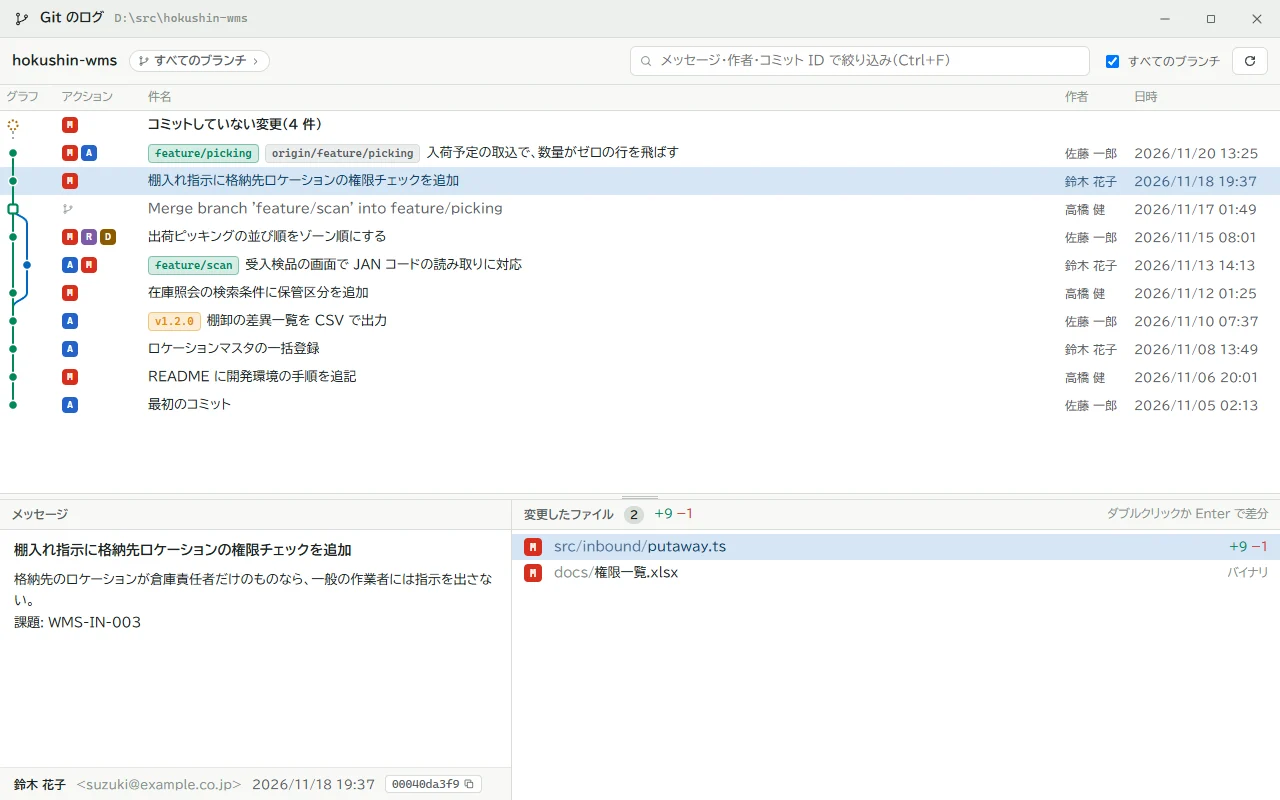 Git のログ D:\src\hokushin-wms
hokushin-wms すべてのブランチ メッセージ・作者・コミット ID で絞り込み(Ctrl+F) すべてのブランチ
グラフ アクション 件名 作者 日時
M コミットしていない変更(4 件)
M A feature/picking origin/feature/picking 入荷予定の取込で、数量がゼロの行を飛ばす 佐藤 一郎 2026/11/20 13:25
M 棚入れ指示に格納先ロケーションの権限チェックを追加 鈴木 花子 2026/11/18 19:37
Merge branch 'feature/scan' into feature/picking 高橋 健 2026/11/17 01:49
M R D 出荷ピッキングの並び順をゾーン順にする 佐藤 一郎 2026/11/15 08:01
A M feature/scan 受入検品の画面で JAN コードの読み取りに対応 鈴木 花子 2026/11/13 14:13
M 在庫照会の検索条件に保管区分を追加 高橋 健 2026/11/12 01:25
A v1.2.0 棚卸の差異一覧を CSV で出力 佐藤 一郎 2026/11/10 07:37
A ロケーションマスタの一括登録 鈴木 花子 2026/11/08 13:49
M README に開発環境の手順を追記 高橋 健 2026/11/06 20:01
A 最初のコミット 佐藤 一郎 2026/11/05 02:13
メッセージ
棚入れ指示に格納先ロケーションの権限チェックを追加
格納先のロケーションが倉庫責任者だけのものなら、一般の作業者には指示を出さな
い。
課題: WMS-IN-003
鈴木 花子 <suzuki@example.co.jp> 2026/11/18 19:37 00040da3f9
変更したファイル 2 +9 −1 ダブルクリックか Enter で差分
M src/inbound/putaway.ts +9 −1
M docs/権限一覧.xlsx バイナリ